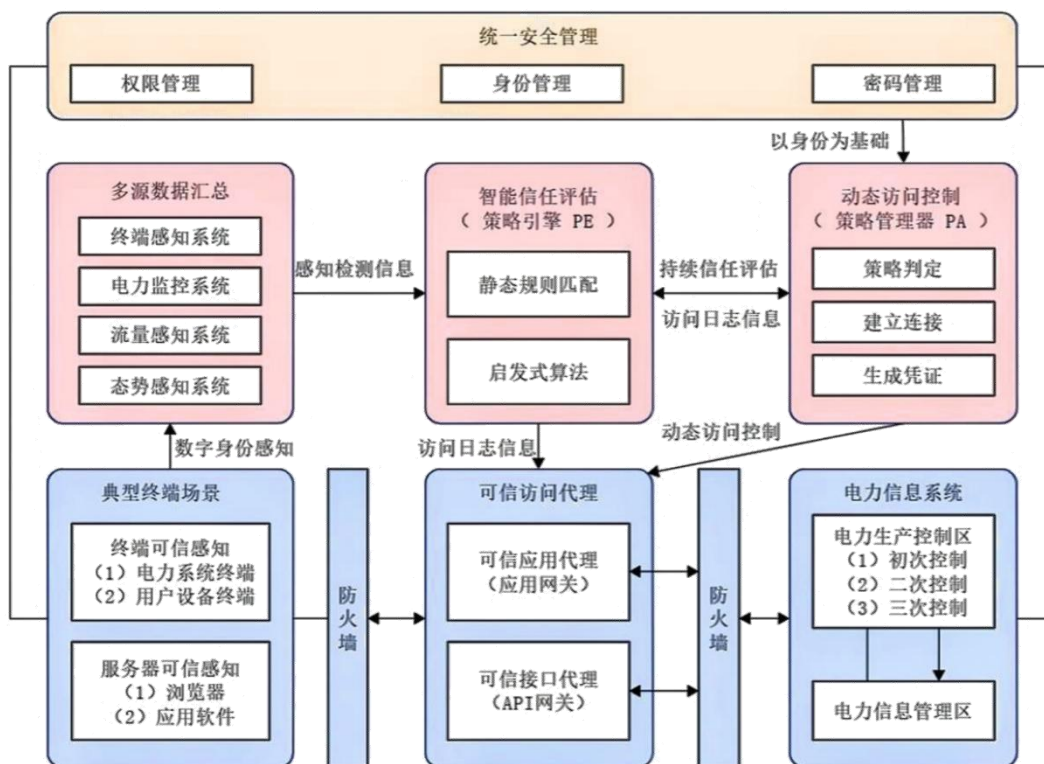 统一安全管理
权限管理
身份管理
密码管理
以身份为基础
多源数据汇总
终端感知系统
电力监控系统
流量感知系统
态势感知系统
感知检测信息
智能信任评估
（ 策略引擎 PE）
静态规则匹配
启发式算法
持续信任评估
访问日志信息
动态访问控制
（ 策略管理器 PA）
策略判定
建立连接
生成凭证
数字身份感知
访问日志信息
动态访问控制
典型终端场景
终端可信感知
（1）电力系统终端
（2）用户设备终端
服务器可信感知
（1）浏览器
（2）应用软件
防火墙
可信访问代理
可信应用代理
（应用网关）
可信接口代理
（API网关）
防火墙
电力信息系统
电力生产控制区
（1）初次控制
（2）二次控制
（3）三次控制
电力信息管理区